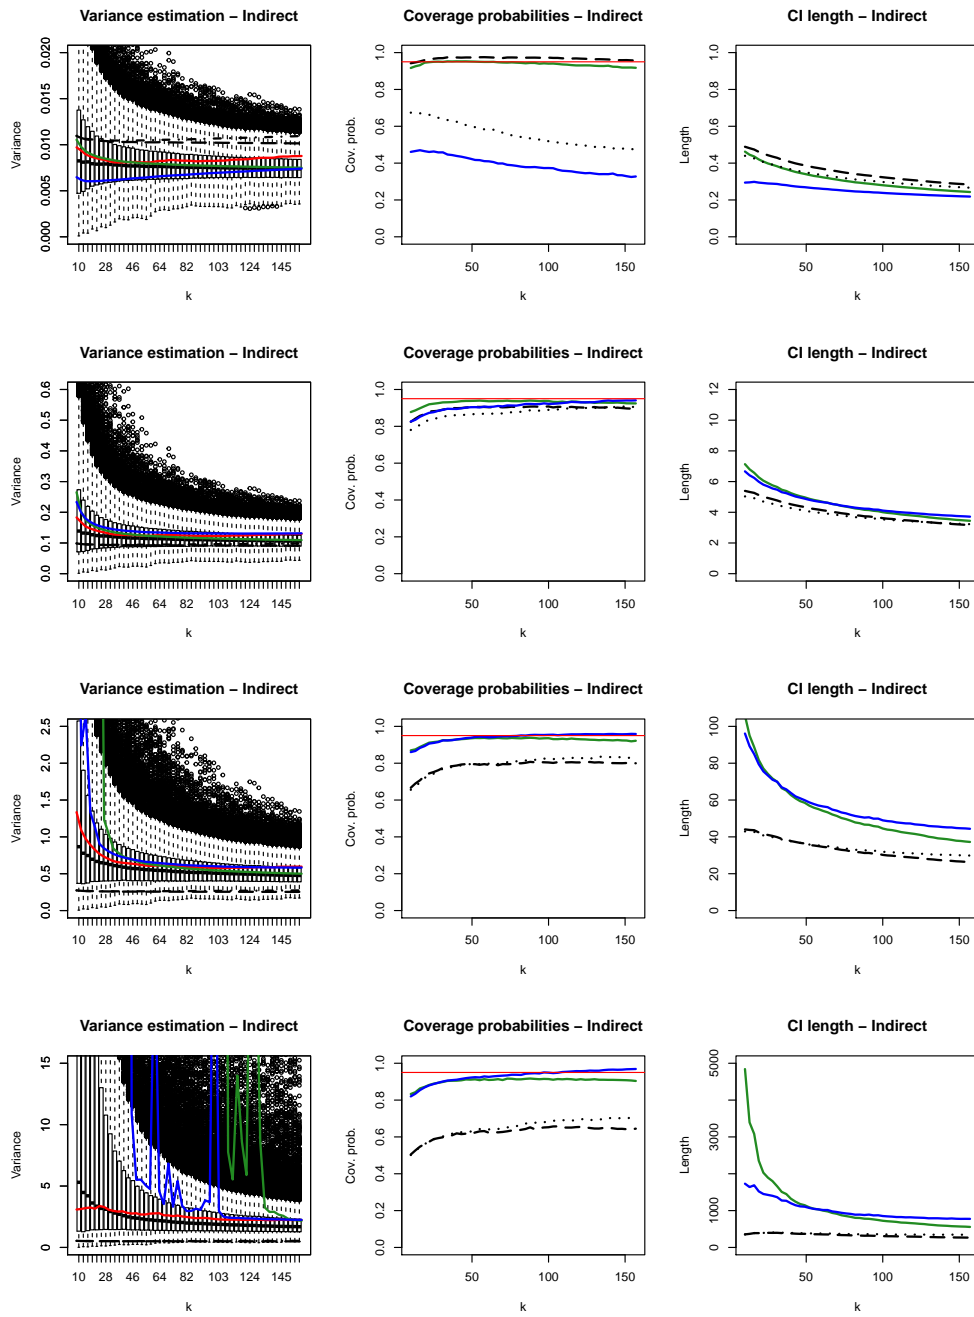 Variance estimation − Indirect
Coverage probabilities − Indirect
CI length − Indirect
Variance
0.000 0.005 0.010 0.015 0.020
10 28 46 64 82 103 124 145
k
Cov. prob.
0.0 0.2 0.4 0.6 0.8 1.0
50 100 150
k
Length
0.0 0.2 0.4 0.6 0.8 1.0
50 100 150
k
Variance estimation − Indirect
Coverage probabilities − Indirect
CI length − Indirect
Variance
0.0 0.1 0.2 0.3 0.4 0.5 0.6
10 28 46 64 82 103 124 145
k
Cov. prob.
0.0 0.2 0.4 0.6 0.8 1.0
50 100 150
k
Length
0 2 4 6 8 10 12
50 100 150
k
Variance estimation − Indirect
Coverage probabilities − Indirect
CI length − Indirect
Variance
0.0 0.5 1.0 1.5 2.0 2.5
10 28 46 64 82 103 124 145
k
Cov. prob.
0.0 0.2 0.4 0.6 0.8 1.0
50 100 150
k
Length
0 20 40 60 80 100
50 100 150
k
Variance estimation − Indirect
Coverage probabilities − Indirect
CI length − Indirect
Variance
0 5 10 15
10 28 46 64 82 103 124 145
k
Cov. prob.
0.0 0.2 0.4 0.6 0.8 1.0
50 100 150
k
Length
0 1000 3000 5000
50 100 150
k